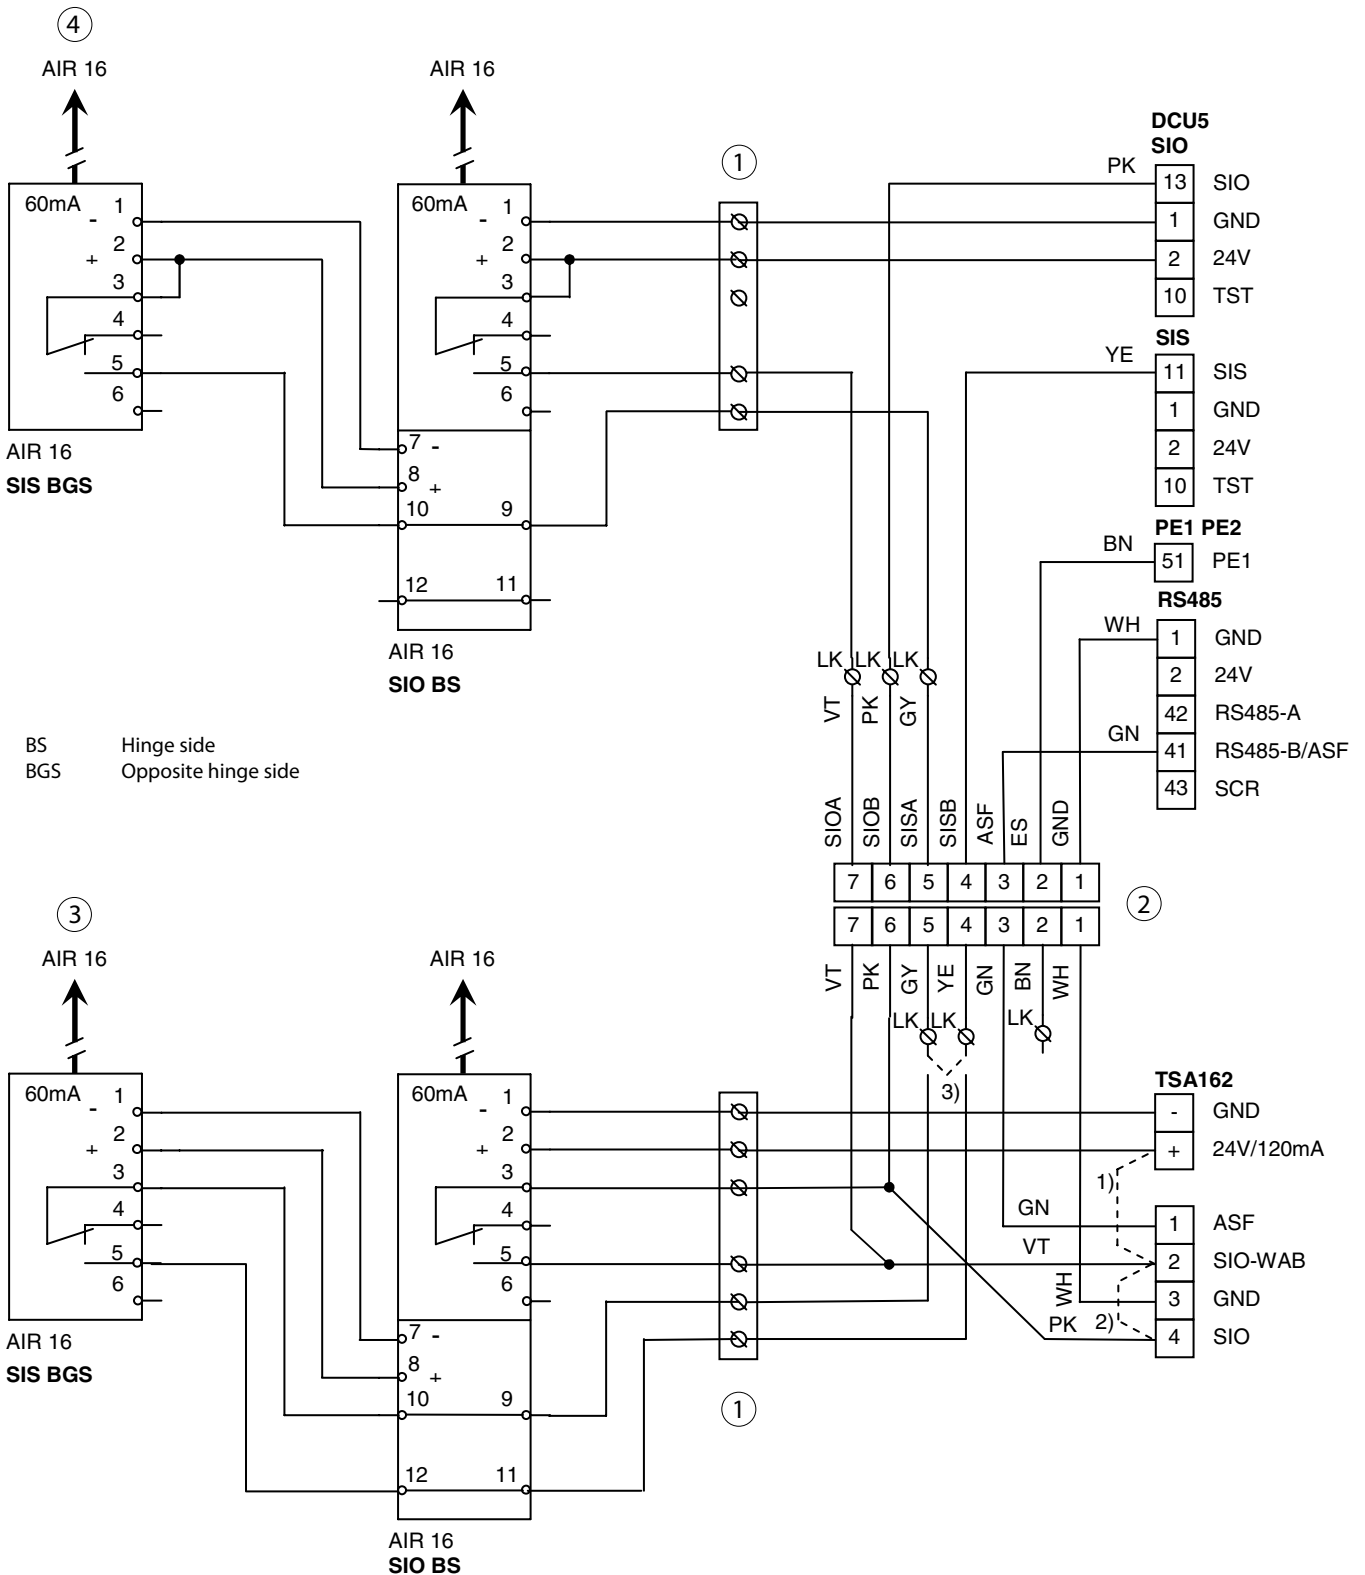 4
AIR 16
AIR 16
DCU5
SIO
1
PK
13 SIO
60mA
- 1
60mA
- 1
1 GND
+ 2
+ 2
2 24V
3
3
10 TST
4
4
SIS
5
5
YE
11 SIS
6
6
1 GND
AIR 16
7 -
2 24V
SIS BGS
8 +
10 TST
10 9
PE1 PE2
BN
51 PE1
12 11
RS485
WH
1 GND
AIR 16
SIO BS
LK LK LK
2 24V
VT PK GY
42 RS485-A
BS Hinge side
GN
41 RS485-B/ASF
BGS Opposite hinge side
43 SCR
SIOA SIOB SISA SISB ASF ES GND
7 6 5 4 3 2 1
2
7 6 5 4 3 2 1
3
AIR 16
AIR 16
VT PK GY YE GN BN WH
LK LK LK
3)
TSA162
60mA
- 1
60mA
- 1
- GND
+ 2
+ 2
+ 24V/120mA
3
3
1)
4
4
GN
1 ASF
5
5
VT
2 SIO-WAB
6
6
WH
3 GND
AIR 16
7 -
PK
2)
4 SIO
SIS BGS
8 +
10 9
1
12 11
AIR 16
SIO BS